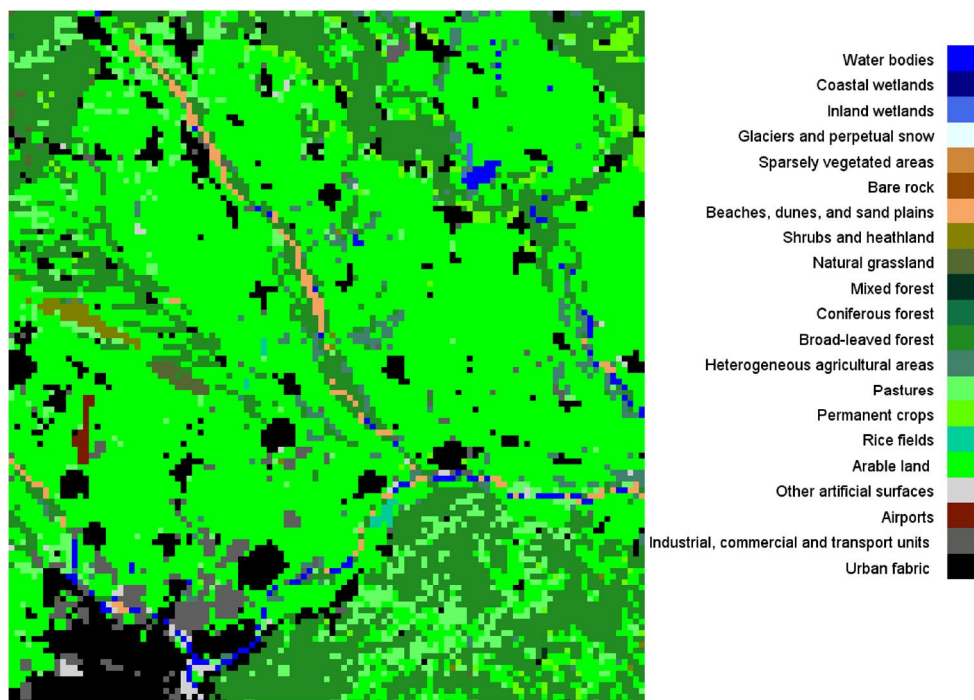 Water bodies
Coastal wetlands
Inland wetlands
Glaciers and perpetual snow
Sparsely vegetated areas
Bare rock
Beaches, dunes, and sand plains
Shrubs and heathland
Natural grassland
Mixed forest
Coniferous forest
Broad-leaved forest
Heterogeneous agricultural areas
Pastures
Permanent crops
Rice fields
Arable land
Other artificial surfaces
Airports
Industrial, commercial and transport units
Urban fabric